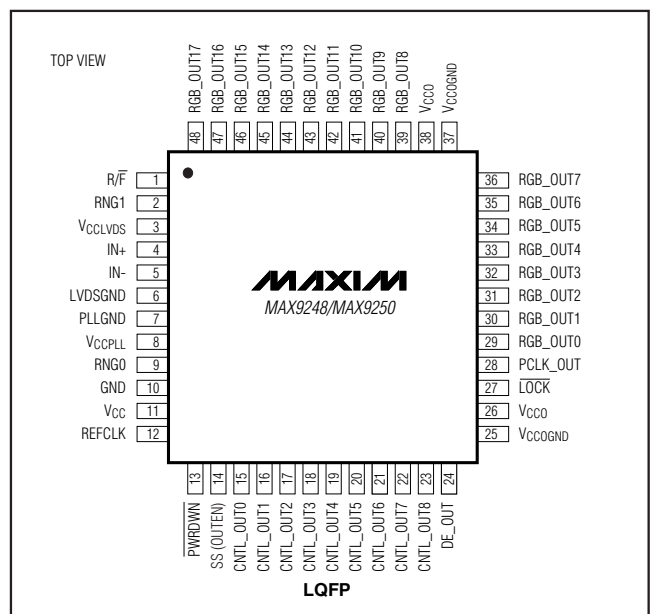 TOP VIEW
RGB_OUT17
RGB_OUT16
RGB_OUT15
RGB_OUT14
RGB_OUT13
RGB_OUT12
RGB_OUT11
RGB_OUT10
RGB_OUT9
RGB_OUT8
VCCO
VCCOGND
48 47 46 45 44 43 42 41 40 39 38 37
R/F̅ 1
RNG1 2
VCCLVDS 3
IN+ 4
IN- 5
LVDSGND 6
PLLGND 7
VCCPLL 8
RNG0 9
GND 10
VCC 11
REFCLK 12
MAXIM
MAX9248/MAX9250
36 RGB_OUT7
35 RGB_OUT6
34 RGB_OUT5
33 RGB_OUT4
32 RGB_OUT3
31 RGB_OUT2
30 RGB_OUT1
29 RGB_OUT0
28 PCLK_OUT
27 L̅O̅C̅K̅
26 VCCO
25 VCCOGND
13 14 15 16 17 18 19 20 21 22 23 24
P̅W̅R̅D̅W̅N̅
SS (OUTEN)
CNTL_OUT0
CNTL_OUT1
CNTL_OUT2
CNTL_OUT3
CNTL_OUT4
CNTL_OUT5
CNTL_OUT6
CNTL_OUT7
CNTL_OUT8
DE_OUT
LQFP